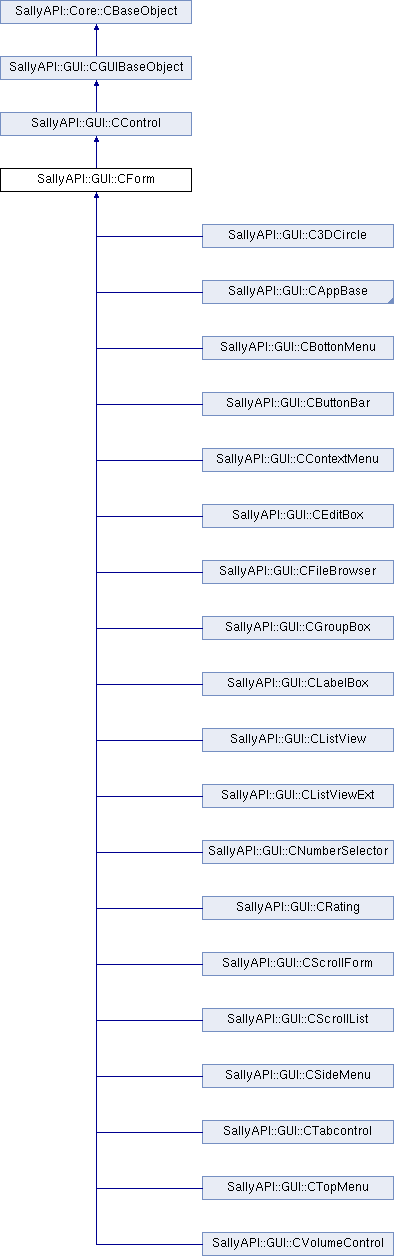 SallyAPI::Core::CBaseObject
SallyAPI::GUI::CGUIBaseObject
SallyAPI::GUI::CControl
SallyAPI::GUI::CForm
SallyAPI::GUI::C3DCircle
SallyAPI::GUI::CAppBase
SallyAPI::GUI::CBottonMenu
SallyAPI::GUI::CButtonBar
SallyAPI::GUI::CContextMenu
SallyAPI::GUI::CEditBox
SallyAPI::GUI::CFileBrowser
SallyAPI::GUI::CGroupBox
SallyAPI::GUI::CLabelBox
SallyAPI::GUI::CListView
SallyAPI::GUI::CListViewExt
SallyAPI::GUI::CNumberSelector
SallyAPI::GUI::CRating
SallyAPI::GUI::CScrollForm
SallyAPI::GUI::CScrollList
SallyAPI::GUI::CSideMenu
SallyAPI::GUI::CTabcontrol
SallyAPI::GUI::CTopMenu
SallyAPI::GUI::CVolumeControl